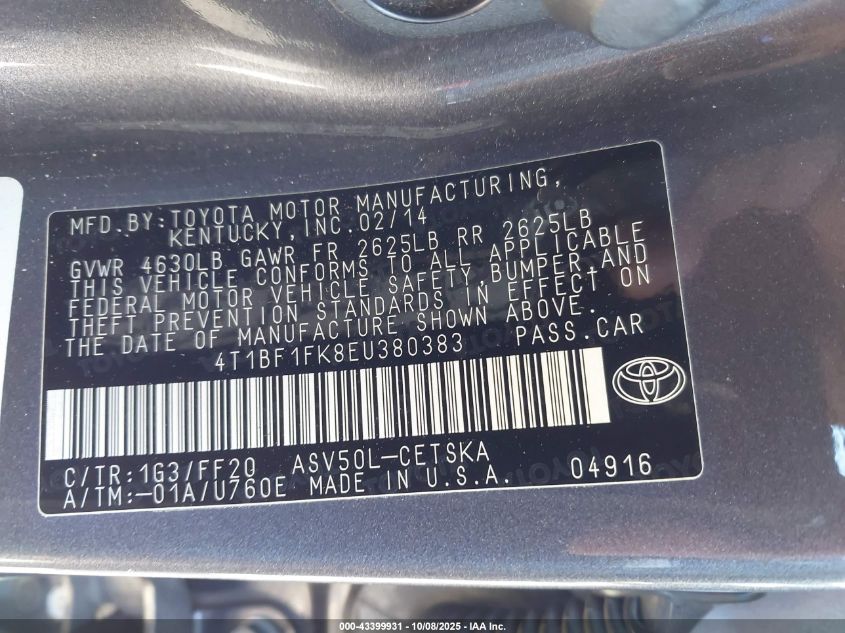 MFD.BY:TOYOTA MOTOR MANUFACTURING,
KENTUCKY,INC.02/14
GVWR 4630LB GAWR FR 2625LB RR 2625LB
THIS VEHICLE CONFORMS TO ALL APPLICABLE
FEDERAL MOTOR VEHICLE SAFETY,BUMPER,AND
THEFT PREVENTION STANDARDS IN EFFECT ON
THE DATE OF MANUFACTURE SHOWN ABOVE.
4T1BF1FK8EU380383 PASS.CAR
C/TR:1G3/FF20 ASV50L-CETSKA
A/TM:-01A/U760E MADE IN U.S.A. 04916
000-43399931 - 10/08/2025 - IAA Inc.